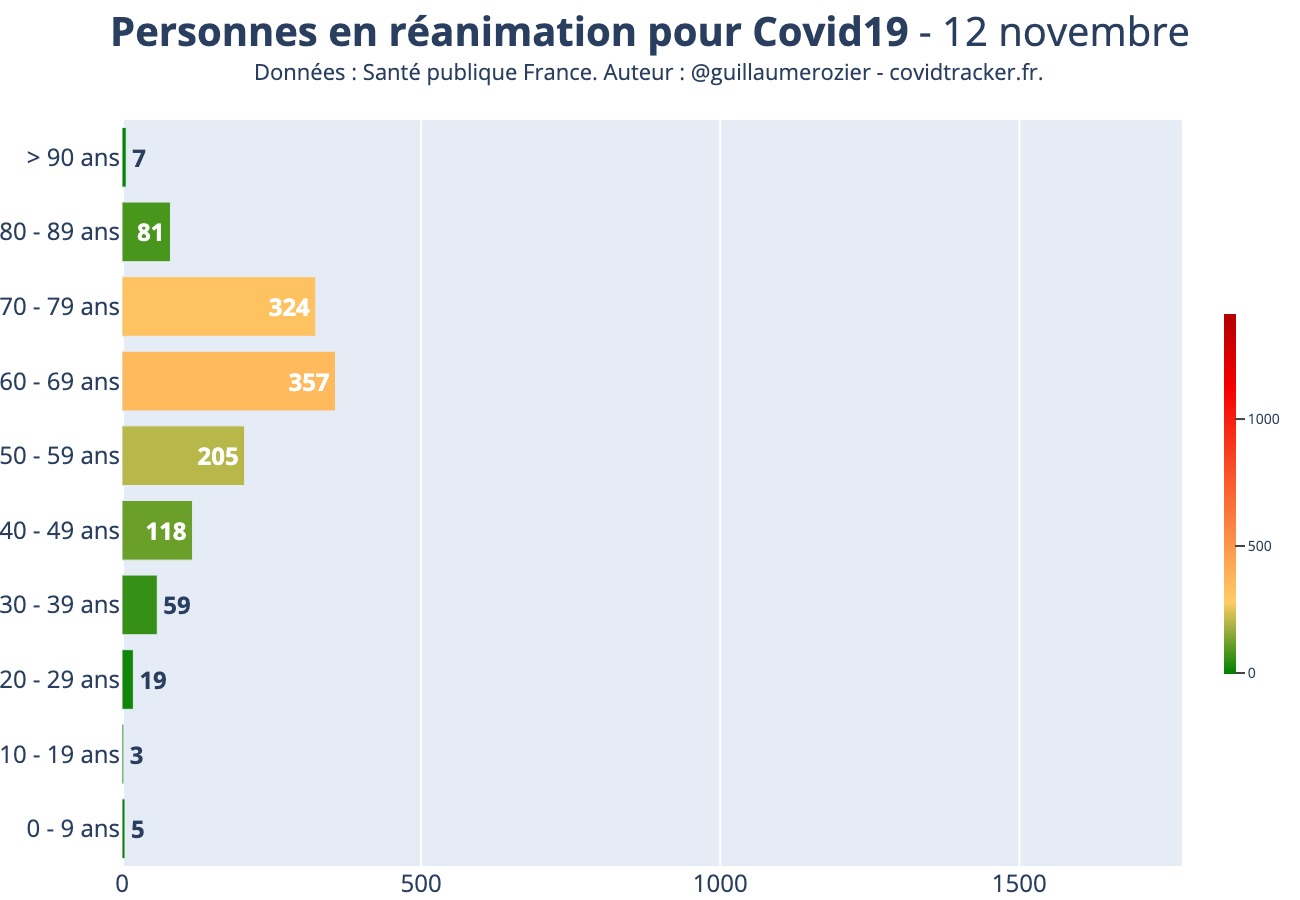 Personnes en réanimation pour Covid19 - 12 novembre
Données : Santé publique France. Auteur : @guillaumerozier - covidtracker.fr.
> 90 ans 7
80 - 89 ans 81
70 - 79 ans 324
60 - 69 ans 357
50 - 59 ans 205
40 - 49 ans 118
30 - 39 ans 59
20 - 29 ans 19
10 - 19 ans 3
0 - 9 ans 5
0 500 1000 1500
1000
500
0